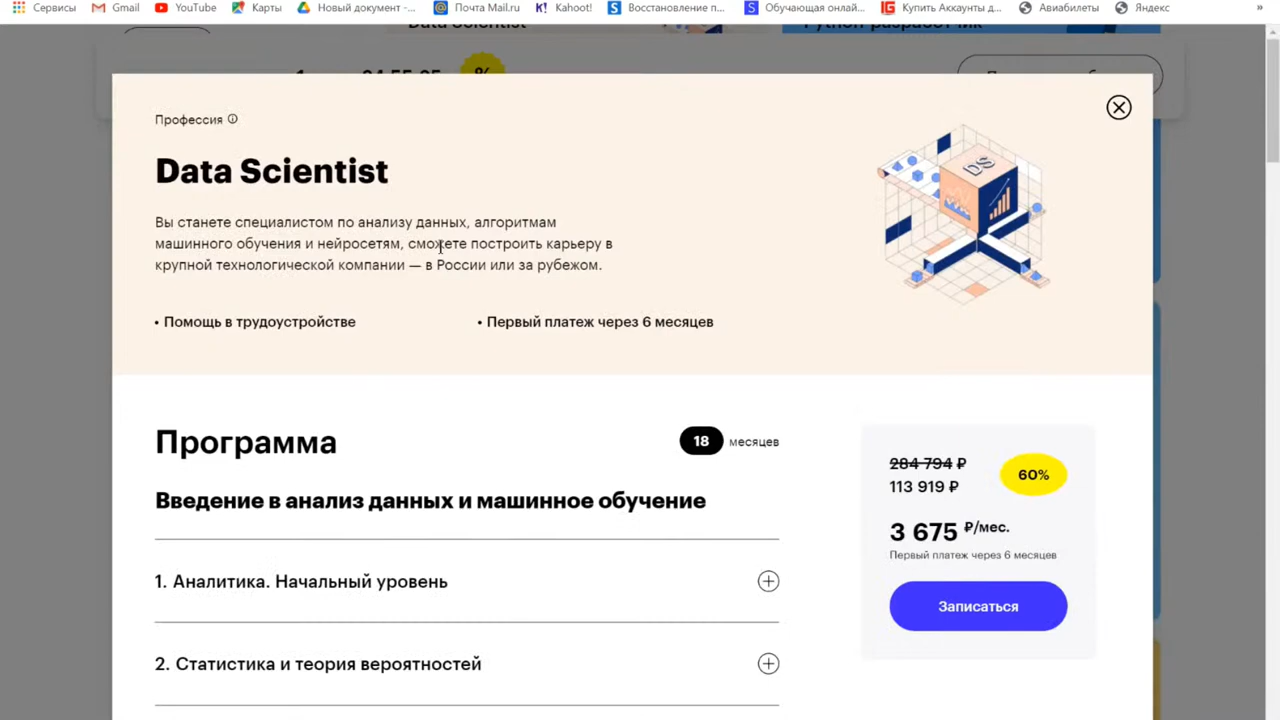 Сервисы Gmail YouTube Карты Новый документ -... Почта Mail.ru Kahoot! Восстановление п... Обучающая онлай... Купить Аккаунты д... Авиабилеты Яндекс »
Data Scientist
%
Профессия
Data Scientist
Вы станете специалистом по анализу данных, алгоритмам
машинного обучения и нейросетям, сможете построить карьеру в
крупной технологической компании — в России или за рубежом.
• Помощь в трудоустройстве
• Первый платеж через 6 месяцев
DS
Программа
18 месяцев
Введение в анализ данных и машинное обучение
1. Аналитика. Начальный уровень
2. Статистика и теория вероятностей
284 794 ₽
113 919 ₽
60%
3 675 ₽/мес.
Первый платеж через 6 месяцев
Записаться